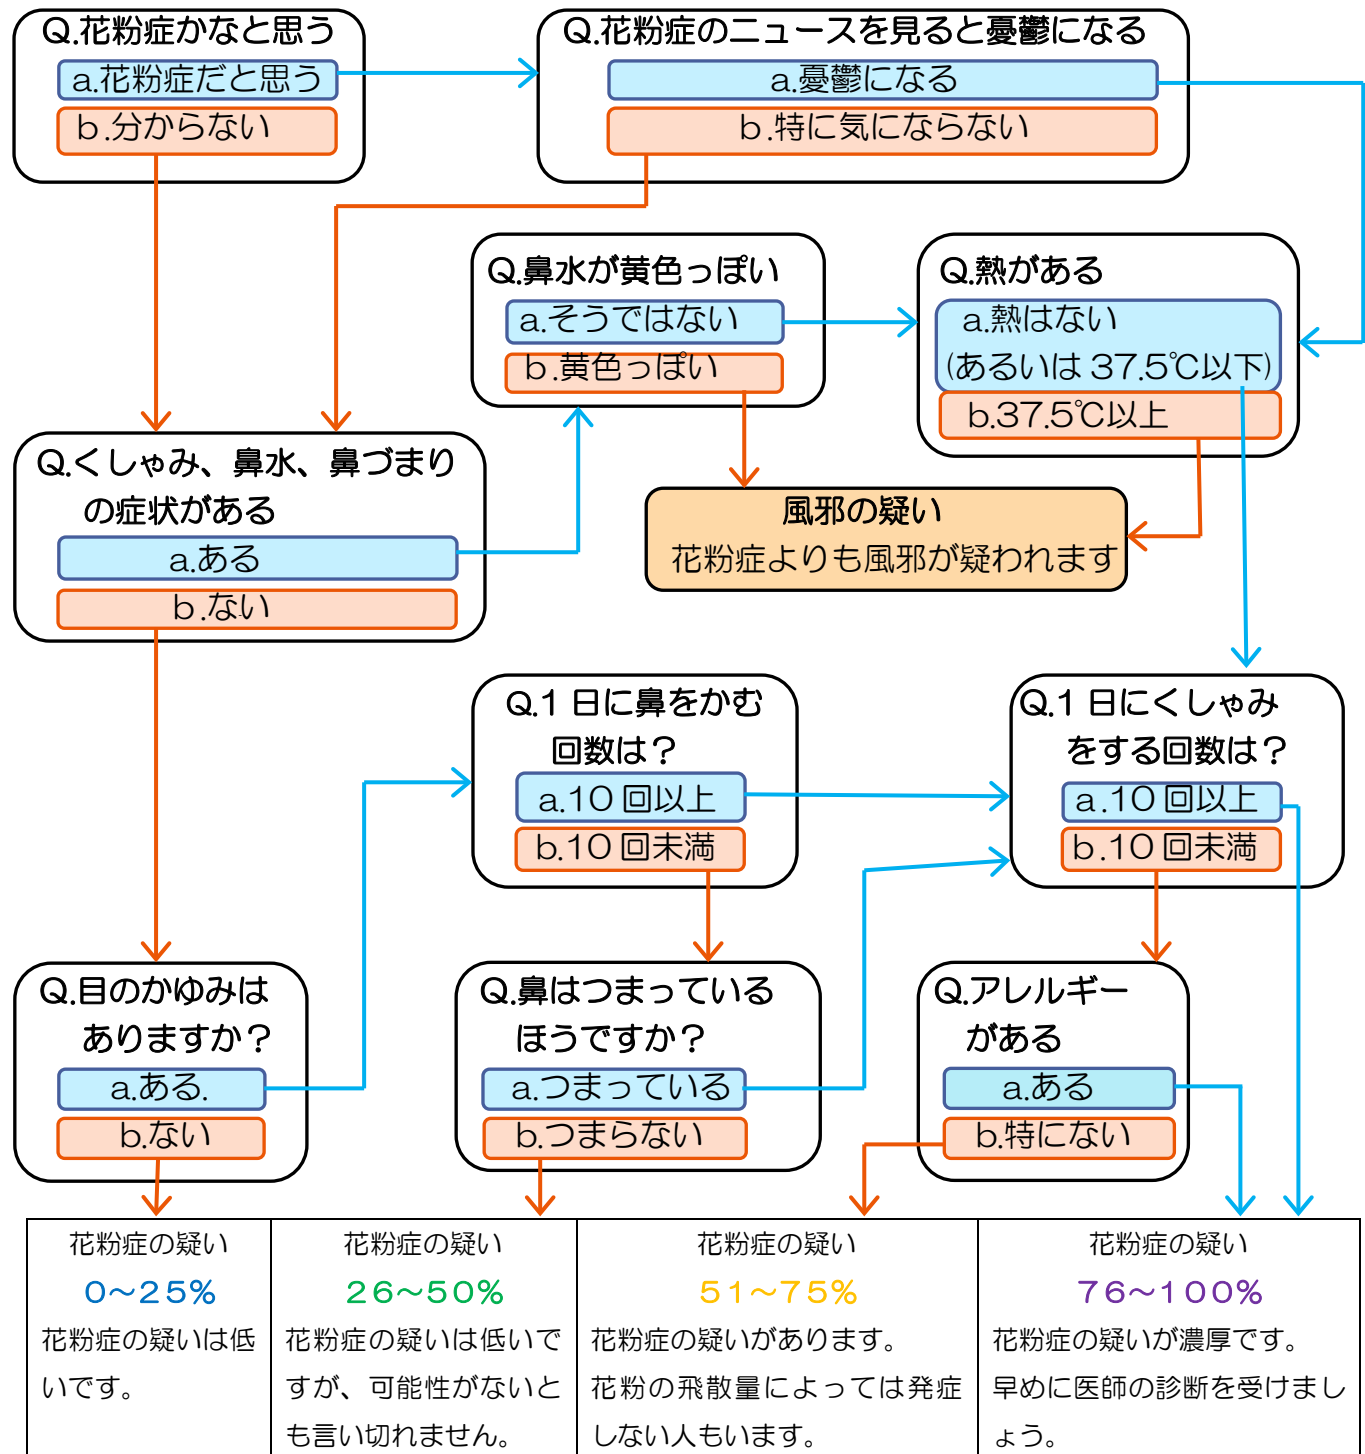 Q.花粉症かなと思う
a.花粉症だと思う
b.分からない
Q.花粉症のニュースを見ると憂鬱になる
a.憂鬱になる
b.特に気にならない
Q.鼻水が黄色っぽい
a.そうではない
b.黄色っぽい
Q.熱がある
a.熱はない
(あるいは 37.5℃以下)
b.37.5℃以上
Q.くしゃみ、鼻水、鼻づまり
の症状がある
a.ある
b.ない
風邪の疑い
花粉症よりも風邪が疑われます
Q.1 日に鼻をかむ
回数は？
a.10 回以上
b.10 回未満
Q.1 日にくしゃみ
をする回数は？
a.10 回以上
b.10 回未満
Q.目のかゆみは
ありますか？
a.ある.
b.ない
Q.鼻はつまっている
ほうですか？
a.つまっている
b.つまらない
Q.アレルギー
がある
a.ある
b.特にない
花粉症の疑い
0～25%
花粉症の疑いは低
いです。
花粉症の疑い
26～50%
花粉症の疑いは低いで
すが、可能性がないと
も言い切れません。
花粉症の疑い
51～75%
花粉症の疑いがあります。
花粉の飛散量によっては発症
しない人もいます。
花粉症の疑い
76～100%
花粉症の疑いが濃厚です。
早めに医師の診断を受けまし
ょう。